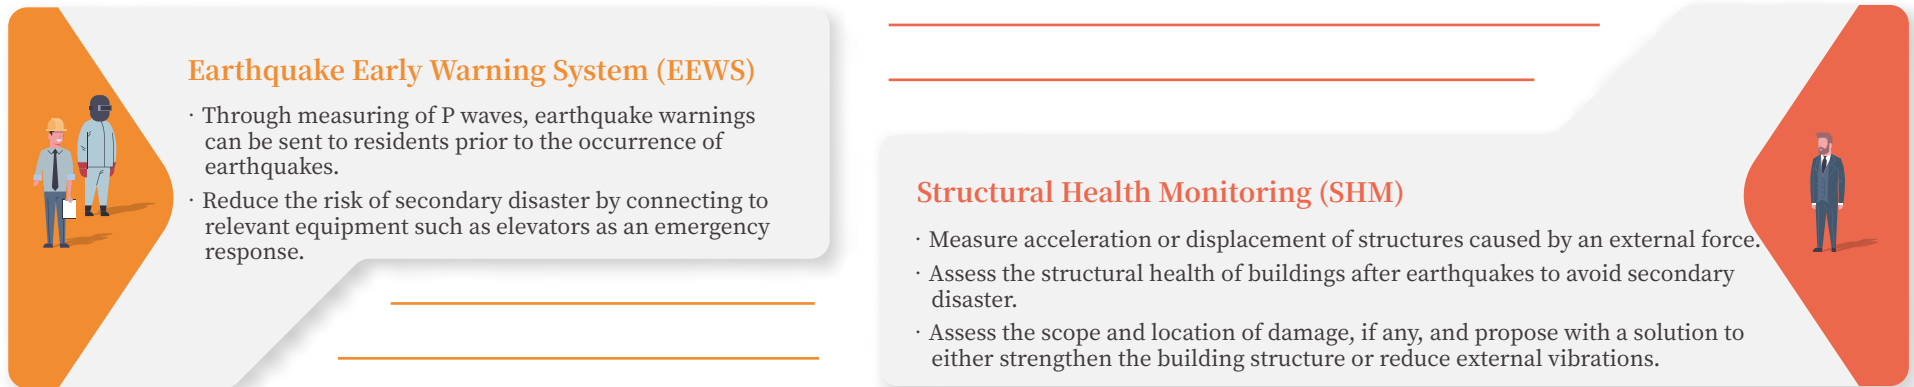 Earthquake Early Warning System (EEWS)
· Through measuring of P waves, earthquake warnings
can be sent to residents prior to the occurrence of
earthquakes.
· Reduce the risk of secondary disaster by connecting to
relevant equipment such as elevators as an emergency
response.
Structural Health Monitoring (SHM)
· Measure acceleration or displacement of structures caused by an external force.
· Assess the structural health of buildings after earthquakes to avoid secondary
disaster.
· Assess the scope and location of damage, if any, and propose with a solution to
either strengthen the building structure or reduce external vibrations.